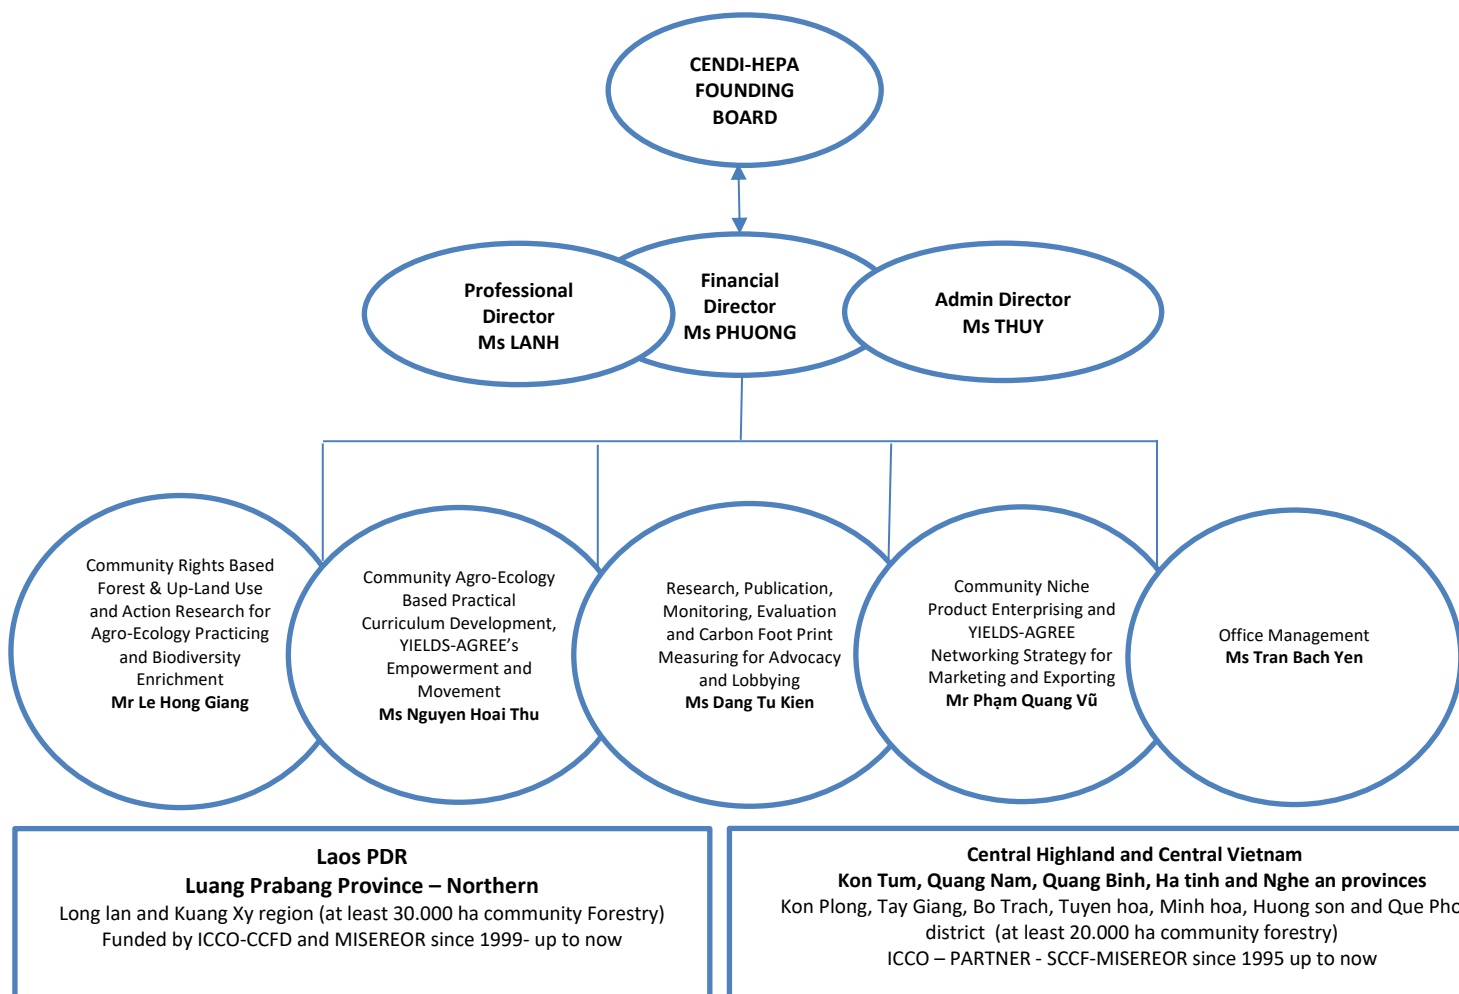 CENDI-HEPA
FOUNDING
BOARD
Professional
Director
Ms LANH
Financial
Director
Ms PHUONG
Admin Director
Ms THUY
Community Rights Based
Forest & Up-Land Use
and Action Research for
Agro-Ecology Practicing
and Biodiversity
Enrichment
Mr Le Hong Giang
Community Agro-Ecology
Based Practical
Curriculum Development,
YIELDS-AGREE’s
Empowerment and
Movement
Ms Nguyen Hoai Thu
Research, Publication,
Monitoring, Evaluation
and Carbon Foot Print
Measuring for Advocacy
and Lobbying
Ms Dang Tu Kien
Community Niche
Product Enterprising and
YIELDS-AGREE
Networking Strategy for
Marketing and Exporting
Mr Phạm Quang Vũ
Office Management
Ms Tran Bach Yen
Laos PDR
Luang Prabang Province – Northern
Long lan and Kuang Xy region (at least 30.000 ha community Forestry)
Funded by ICCO-CCFD and MISEREOR since 1999- up to now
Central Highland and Central Vietnam
Kon Tum, Quang Nam, Quang Binh, Ha tinh and Nghe an provinces
Kon Plong, Tay Giang, Bo Trach, Tuyen hoa, Minh hoa, Huong son and Que Pho
district (at least 20.000 ha community forestry)
ICCO – PARTNER - SCCF-MISEREOR since 1995 up to now